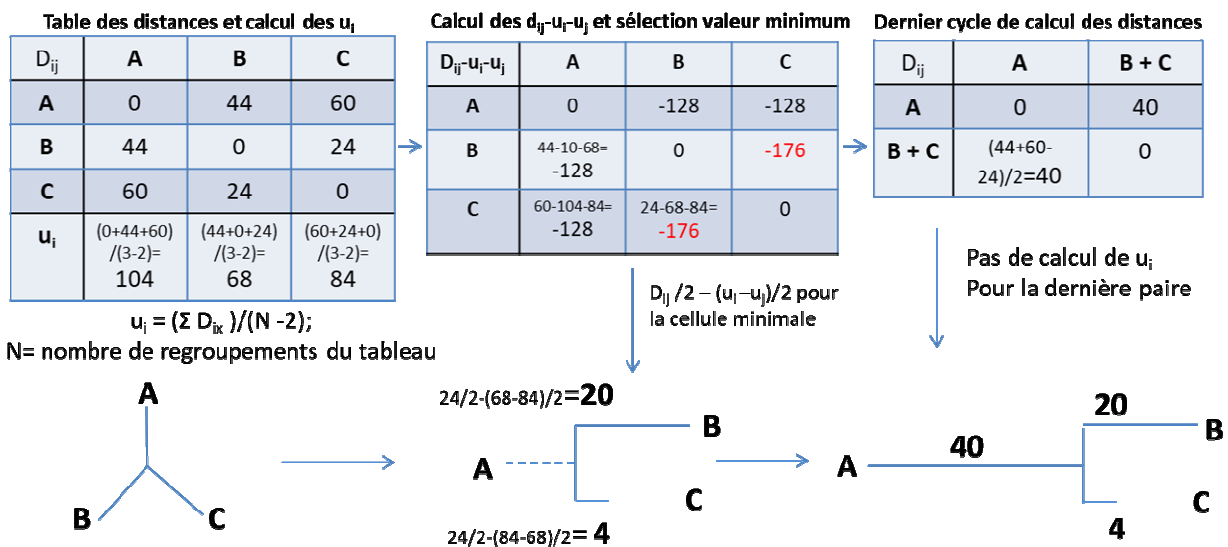 Table des distances et calcul des ui
Dij A B C
A 0 44 60
B 44 0 24
C 60 24 0
ui (0+44+60) (44+0+24) (60+24+0)
/(3-2)= /(3-2)= /(3-2)=
104 68 84
ui = (Σ Dix )/(N -2);
N= nombre de regroupements du tableau
Calcul des dij-ui-uj et sélection valeur minimum
Dij-ui-uj A B C
A 0 -128 -128
B 44-10-68= 0 -176
-128
C 60-104-84= 24-68-84= 0
-128 -176
Dij /2 – (ui–uj)/2 pour
la cellule minimale
Dernier cycle de calcul des distances
Dij A B + C
A 0 40
B + C (44+60- 0
24)/2=40
Pas de calcul de ui
Pour la dernière paire
A
B C
24/2-(68-84)/2=20
B
A
C
24/2-(84-68)/2= 4
20
B
40
A
C
4